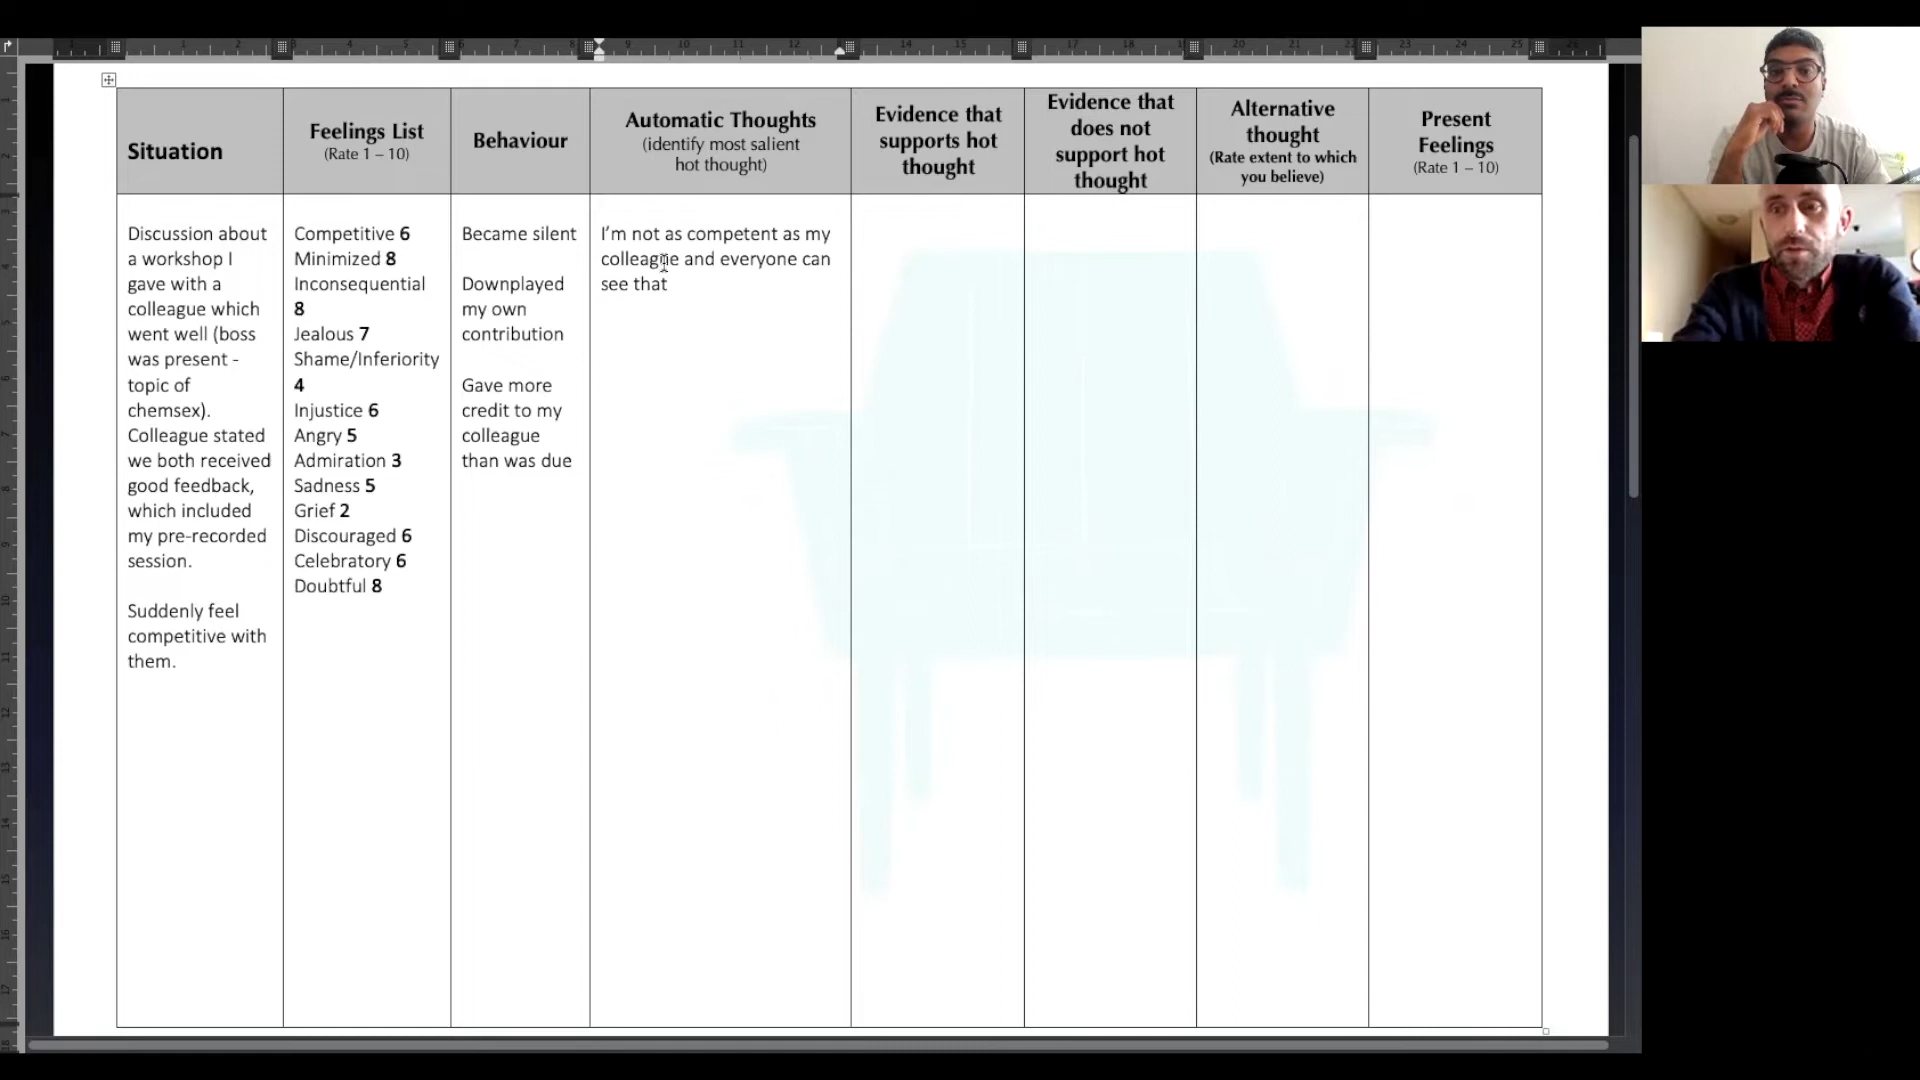 Situation
Feelings List
(Rate 1 – 10)
Behaviour
Automatic Thoughts
(identify most salient
hot thought)
Evidence that
supports hot
thought
Evidence that
does not
support hot
thought
Alternative
thought
(Rate extent to which
you believe)
Present
Feelings
(Rate 1 – 10)
Discussion about
a workshop I
gave with a
colleague which
went well (boss
was present -
topic of
chemsex).
Colleague stated
we both received
good feedback,
which included
my pre-recorded
session.
Suddenly feel
competitive with
them.
Competitive 6
Minimized 8
Inconsequential
8
Jealous 7
Shame/Inferiority
4
Injustice 6
Angry 5
Admiration 3
Sadness 5
Grief 2
Discouraged 6
Celebratory 6
Doubtful 8
Became silent
Downplayed
my own
contribution
Gave more
credit to my
colleague
than was due
I'm not as competent as my
colleague and everyone can
see that